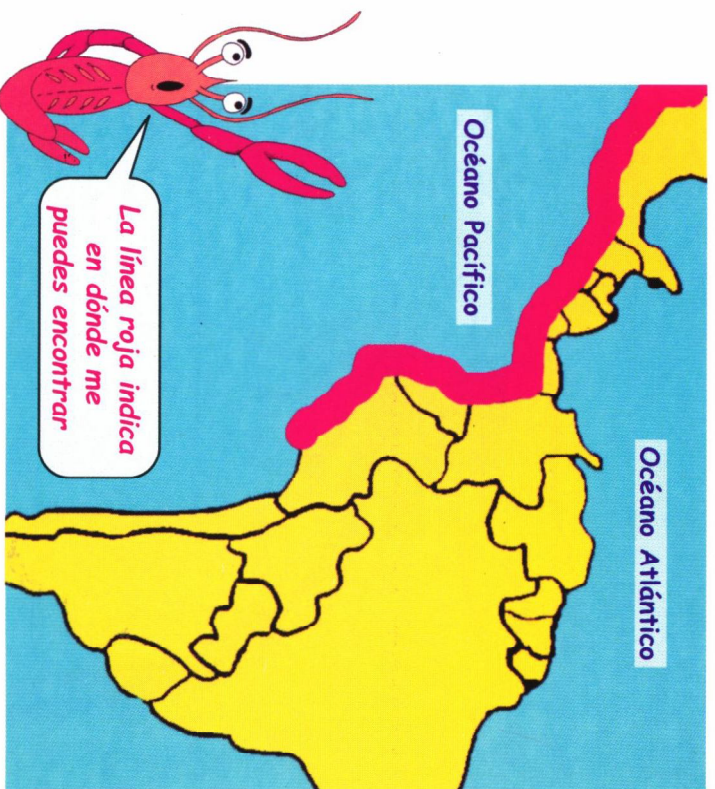 Océano Pacífico
Océano Atlántico
La línea roja indica
en dónde me
puedes encontrar